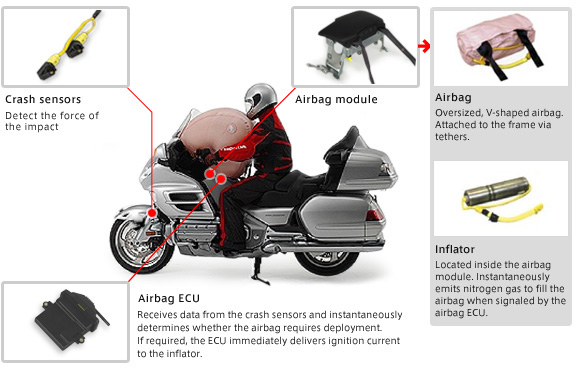 Crash sensors
Detect the force of
the impact
Airbag module
Airbag
Oversized, V-shaped airbag.
Attached to the frame via
tethers.
HONDA
Inflator
Located inside the airbag
module. Instantaneously
emits nitrogen gas to fill the
airbag when signaled by the
airbag ECU.
Airbag ECU
Receives data from the crash sensors and instantaneously
determines whether the airbag requires deployment.
If required, the ECU immediately delivers ignition current
to the inflator.